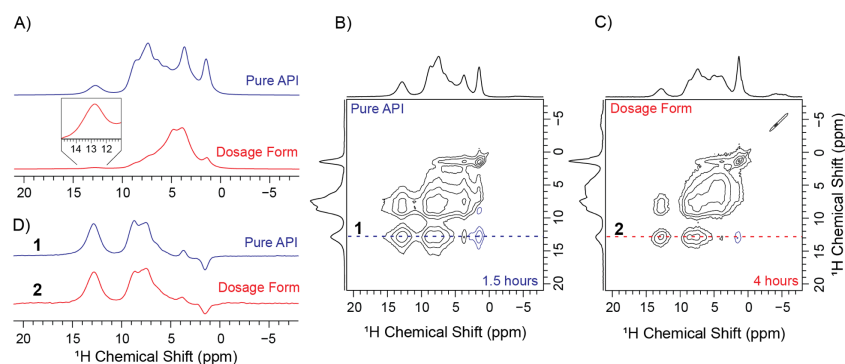 A)
Pure API
14 13 12
Dosage Form
20 15 10 5 0 −5
D)
1
Pure API
2
Dosage Form
20 15 10 5 0 −5
¹H Chemical Shift (ppm)
B)
Pure API
1
1.5 hours
−5
0
5
10
15
20
¹H Chemical Shift (ppm)
20 15 10 5 0 −5
¹H Chemical Shift (ppm)
C)
Dosage Form
2
4 hours
−5
0
5
10
15
20
¹H Chemical Shift (ppm)
20 15 10 5 0 −5
¹H Chemical Shift (ppm)